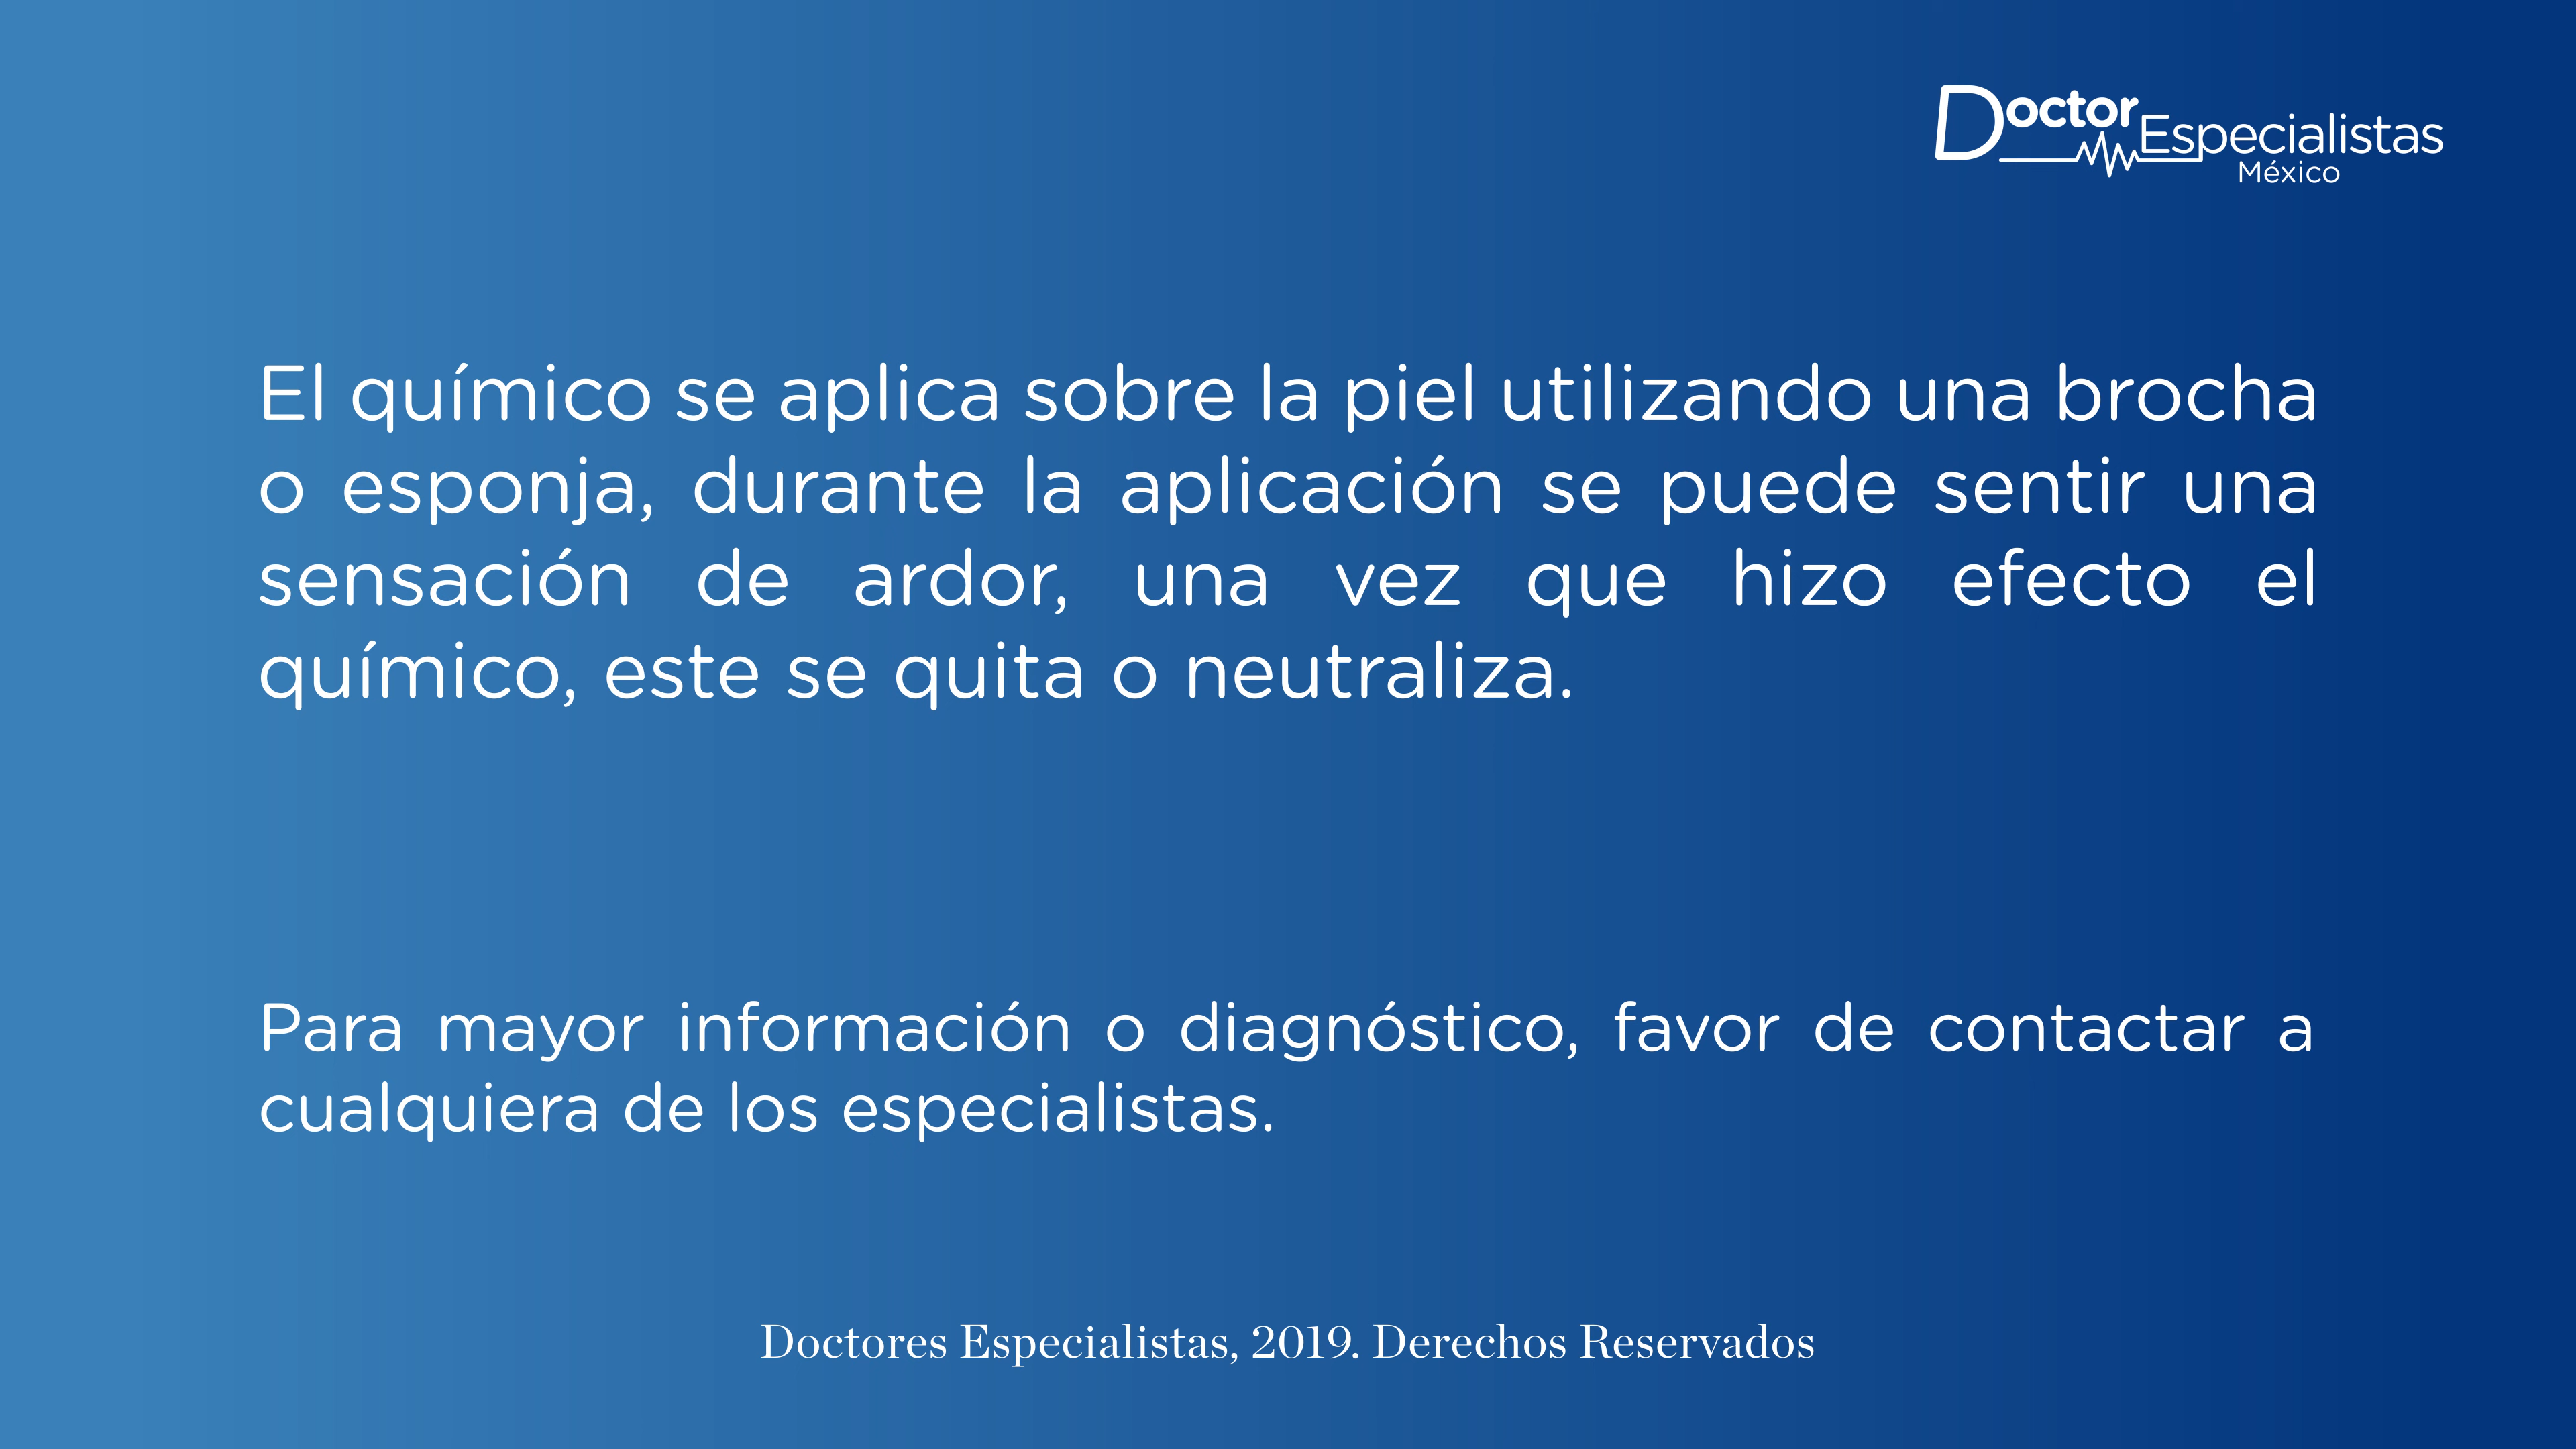 Doctor Especialistas
México
El químico se aplica sobre la piel utilizando una brocha
o esponja, durante la aplicación se puede sentir una
sensación de ardor, una vez que hizo efecto el
químico, este se quita o neutraliza.
Para mayor información o diagnóstico, favor de contactar a
cualquiera de los especialistas.
Doctores Especialistas, 2019. Derechos Reservados